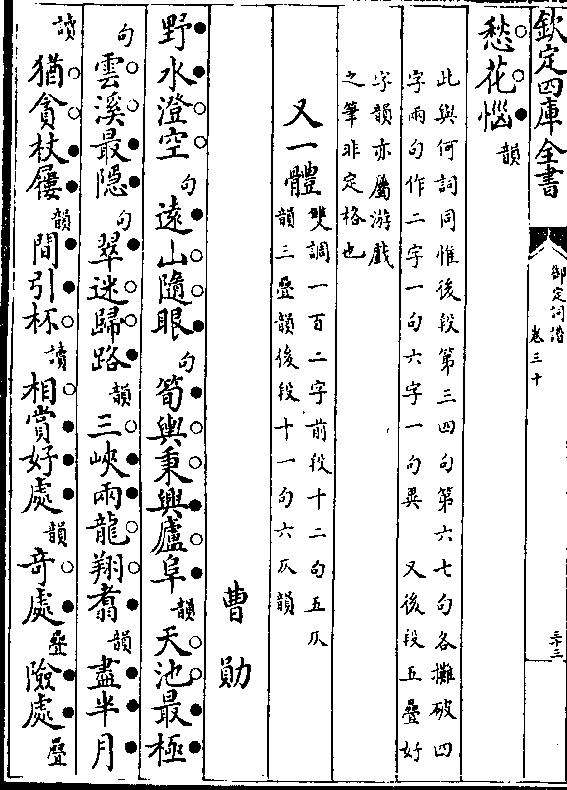 欽定四庫全書
御定詞譜
卷三十
三十三
愁花惱韻
此與何詞同惟後段第三四句第六七句各攤破四
字兩句作二字一句六字一句異 又後段五疊好
字韻亦屬游戲
之筆非定格也
又一體
雙調一百二字前段十二句五仄
韻三疊韻後段十一句六仄韻
曹勛
野水澄空句遠山隨眼句筍輿乘興廬阜韻天池最極
句雲溪最隱句翠迷歸路韻三峽兩龍翔翥韻盡半月
讀猶貪杖屨韻間引杯讀相賞好處韻奇處疊險處疊